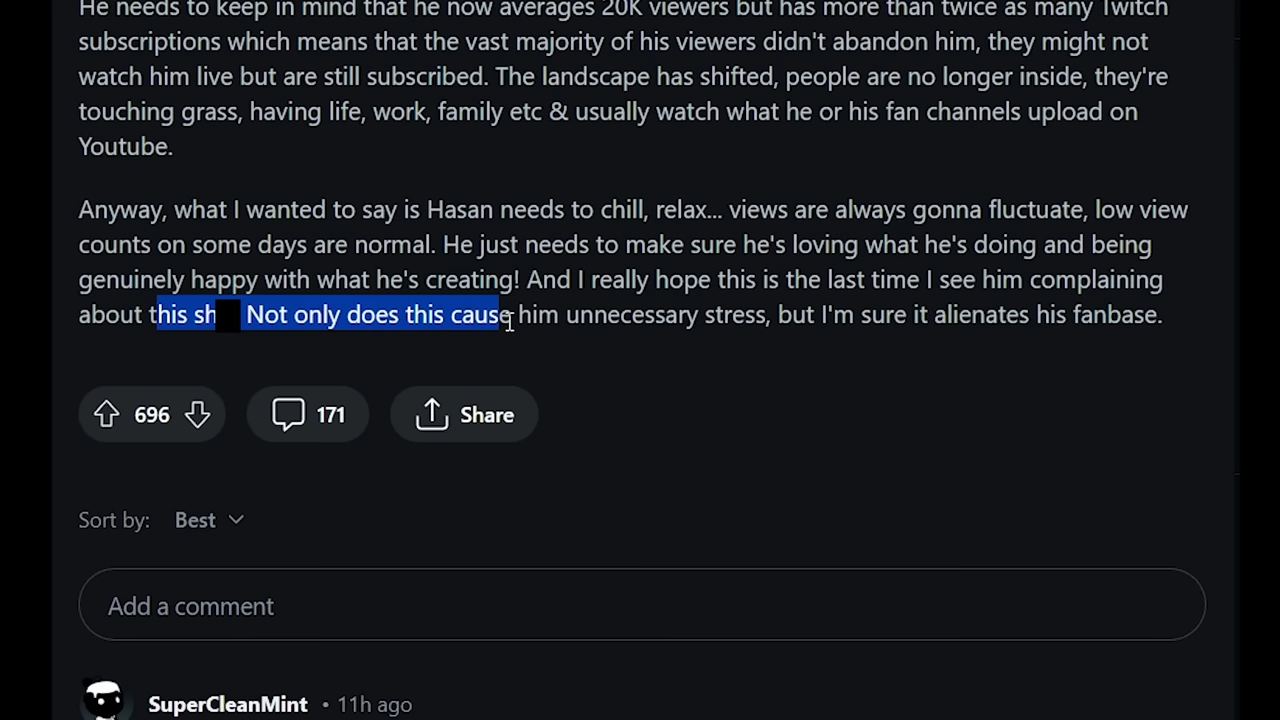 He needs to keep in mind that he now averages 20K viewers but has more than twice as many Twitch
subscriptions which means that the vast majority of his viewers didn't abandon him, they might not
watch him live but are still subscribed. The landscape has shifted, people are no longer inside, they're
touching grass, having life, work, family etc & usually watch what he or his fan channels upload on
Youtube.
Anyway, what I wanted to say is Hasan needs to chill, relax... views are always gonna fluctuate, low view
counts on some days are normal. He just needs to make sure he's loving what he's doing and being
genuinely happy with what he's creating! And I really hope this is the last time I see him complaining
about this sh Not only does this cause him unnecessary stress, but I'm sure it alienates his fanbase.
696 171 Share
Sort by: Best
Add a comment
SuperCleanMint • 11h ago